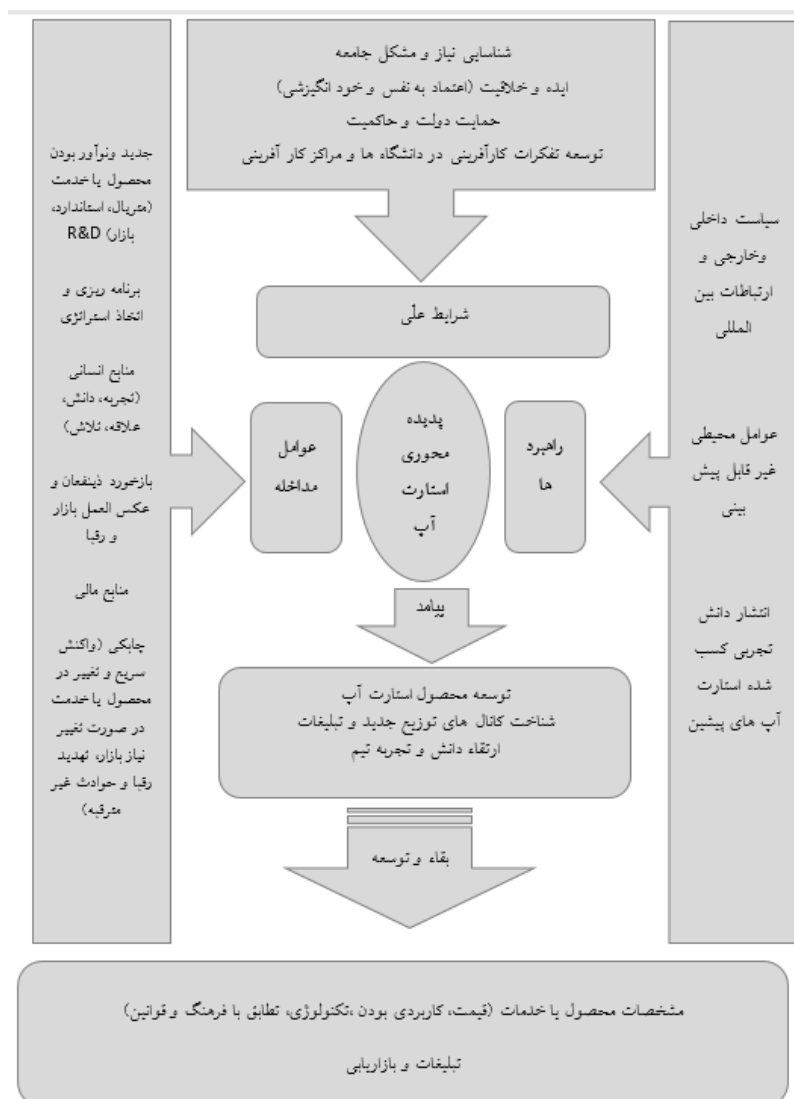 شناسایی نیاز و مشکل جامعه
ایده و خلاقیت (اعتماد به نفس و خود انگیزشی)
حمایت دولت و حاکمیت
توسعه تفکرات کارآفرینی در دانشگاه ها و مراکز کار آفرینی
سیاست داخلی
وخارجی و
ارتباطات بین
المللی
عوامل محیطی
غیر قابل پیش
بینی
انتشار دانش
تجربی کسب
شده استارت
آپ های پیشین
شرایط علّی
راهبرد
ها
پدیده
محوری
استارت
آپ
عوامل
مداخله
جدید ونوآور بودن
محصول یا خدمت
(متریال، استاندارد،
بازار) R&D
برنامه ریزی و
اتخاذ استراتژی
منابع انسانی
(تجربه، دانش،
علاقه، تلاش)
بازخورد ذینفعان و
عکس العمل بازار
و رقبا
منابع مالی
چابکی (واکنش
سریع و تغییر در
محصول یا خدمت
در صورت تغییر
نیاز بازار، تهدید
رقبا و حوادث غیر
مترقبه)
پیامد
توسعه محصول استارت آپ
شناخت کانال های توزیع جدید و تبلیغات
ارتقاء دانش و تجربه تیم
بقاء و توسعه
مشخصات محصول یا خدمات (قیمت، کاربردی بودن ،تکنولوژی، تطابق با فرهنگ و قوانین)
تبلیغات و بازاریابی